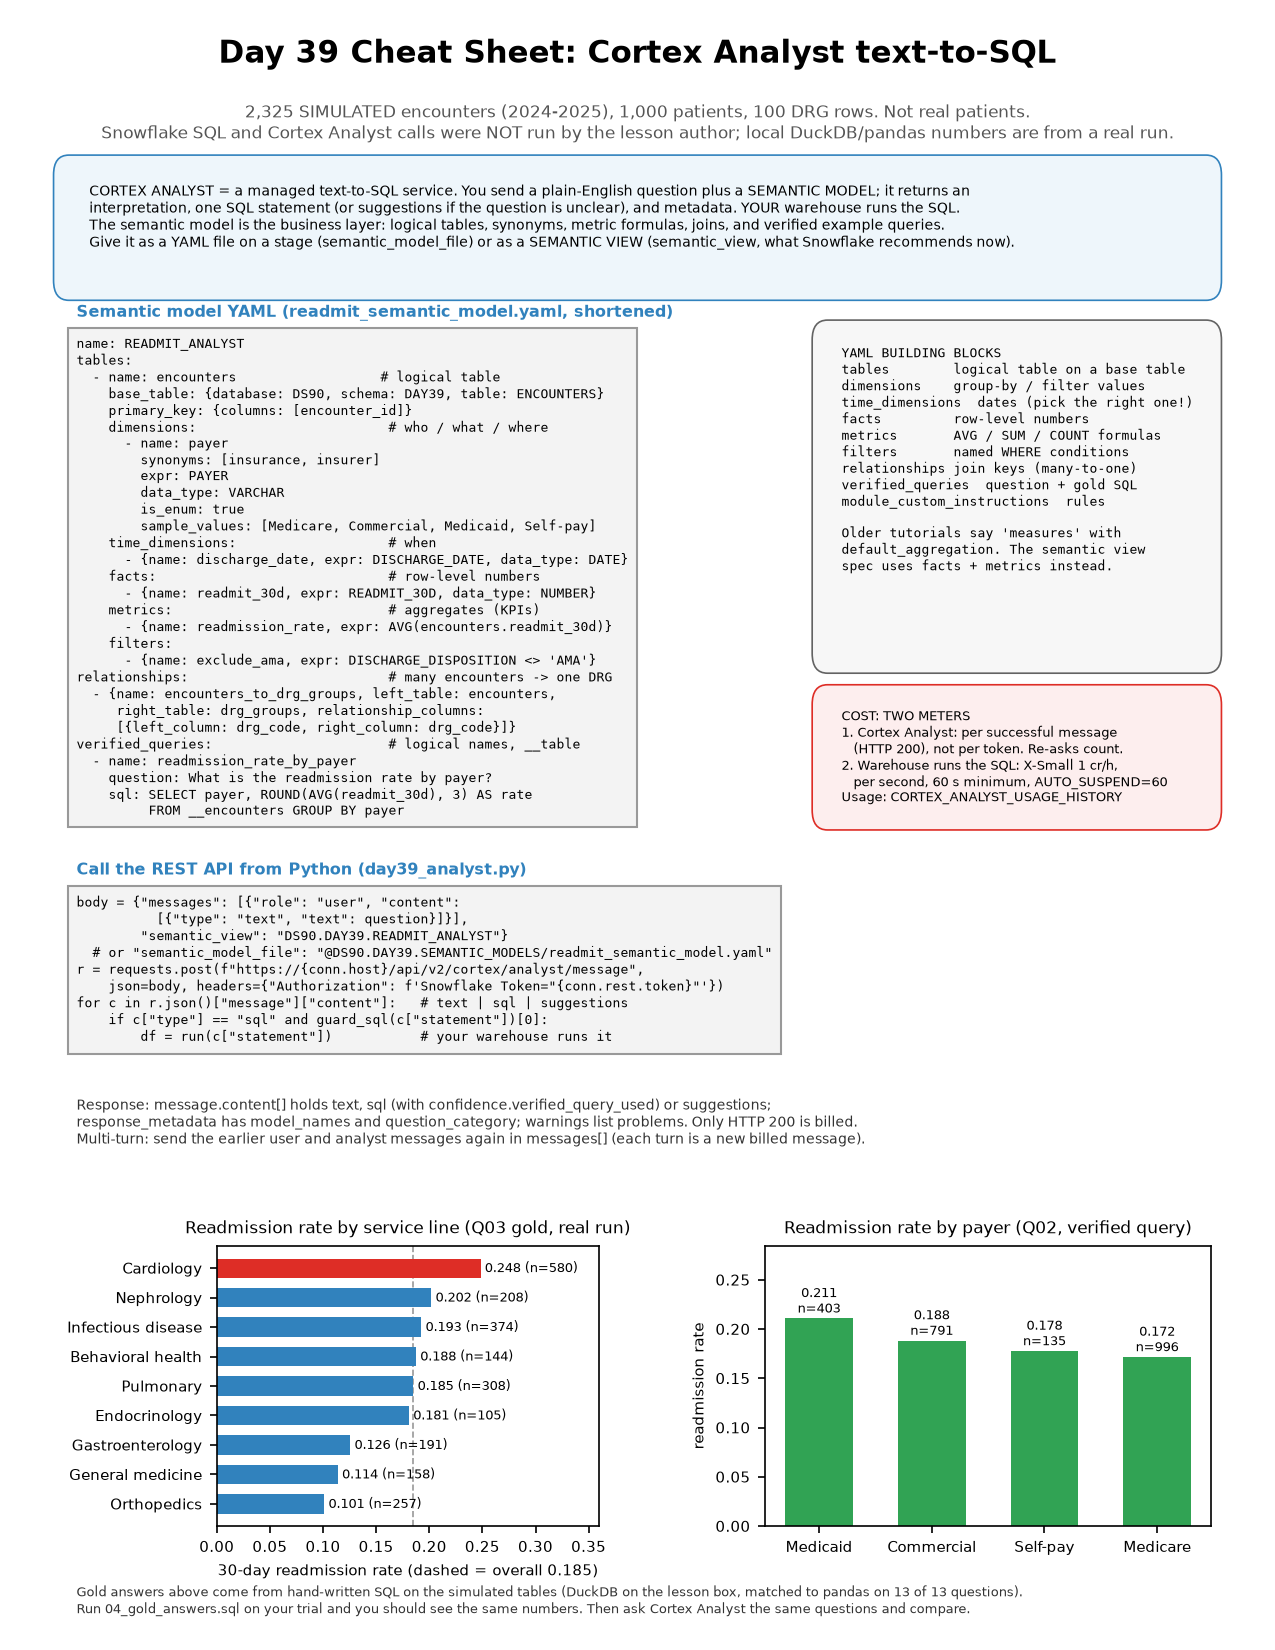 Day 39 Cheat Sheet: Cortex Analyst text-to-SQL
2,325 SIMULATED encounters (2024-2025), 1,000 patients, 100 DRG rows. Not real patients.
Snowflake SQL and Cortex Analyst calls were NOT run by the lesson author; local DuckDB/pandas numbers are from a real run.
CORTEX ANALYST = a managed text-to-SQL service. You send a plain-English question plus a SEMANTIC MODEL; it returns an
interpretation, one SQL statement (or suggestions if the question is unclear), and metadata. YOUR warehouse runs the SQL.
The semantic model is the business layer: logical tables, synonyms, metric formulas, joins, and verified example queries.
Give it as a YAML file on a stage (semantic_model_file) or as a SEMANTIC VIEW (semantic_view, what Snowflake recommends now).
Semantic model YAML (readmit_semantic_model.yaml, shortened)
name: READMIT_ANALYST
tables:
  - name: encounters                  # logical table
    base_table: {database: DS90, schema: DAY39, table: ENCOUNTERS}
    primary_key: {columns: [encounter_id]}
    dimensions:                        # who / what / where
      - name: payer
        synonyms: [insurance, insurer]
        expr: PAYER
        data_type: VARCHAR
        is_enum: true
        sample_values: [Medicare, Commercial, Medicaid, Self-pay]
    time_dimensions:                   # when
      - {name: discharge_date, expr: DISCHARGE_DATE, data_type: DATE}
    facts:                             # row-level numbers
      - {name: readmit_30d, expr: READMIT_30D, data_type: NUMBER}
    metrics:                           # aggregates (KPIs)
      - {name: readmission_rate, expr: AVG(encounters.readmit_30d)}
    filters:
      - {name: exclude_ama, expr: DISCHARGE_DISPOSITION <> 'AMA'}
relationships:                         # many encounters -> one DRG
  - {name: encounters_to_drg_groups, left_table: encounters,
     right_table: drg_groups, relationship_columns:
     [{left_column: drg_code, right_column: drg_code}]}
verified_queries:                      # logical names, __table
  - name: readmission_rate_by_payer
    question: What is the readmission rate by payer?
    sql: SELECT payer, ROUND(AVG(readmit_30d), 3) AS rate
         FROM __encounters GROUP BY payer
YAML BUILDING BLOCKS
tables        logical table on a base table
dimensions    group-by / filter values
time_dimensions  dates (pick the right one!)
facts         row-level numbers
metrics       AVG / SUM / COUNT formulas
filters       named WHERE conditions
relationships join keys (many-to-one)
verified_queries  question + gold SQL
module_custom_instructions  rules
Older tutorials say 'measures' with
default_aggregation. The semantic view
spec uses facts + metrics instead.
COST: TWO METERS
1. Cortex Analyst: per successful message
(HTTP 200), not per token. Re-asks count.
2. Warehouse runs the SQL: X-Small 1 cr/h,
per second, 60 s minimum, AUTO_SUSPEND=60
Usage: CORTEX_ANALYST_USAGE_HISTORY
Call the REST API from Python (day39_analyst.py)
body = {"messages": [{"role": "user", "content":
          [{"type": "text", "text": question}]}],
        "semantic_view": "DS90.DAY39.READMIT_ANALYST"}
  # or "semantic_model_file": "@DS90.DAY39.SEMANTIC_MODELS/readmit_semantic_model.yaml"
r = requests.post(f"https://{conn.host}/api/v2/cortex/analyst/message",
    json=body, headers={"Authorization": f'Snowflake Token="{conn.rest.token}"'})
for c in r.json()["message"]["content"]:   # text | sql | suggestions
    if c["type"] == "sql" and guard_sql(c["statement"])[0]:
        df = run(c["statement"])           # your warehouse runs it
Response: message.content[] holds text, sql (with confidence.verified_query_used) or suggestions;
response_metadata has model_names and question_category; warnings list problems. Only HTTP 200 is billed.
Multi-turn: send the earlier user and analyst messages again in messages[] (each turn is a new billed message).
Readmission rate by service line (Q03 gold, real run)
Cardiology 0.248 (n=580)
Nephrology 0.202 (n=208)
Infectious disease 0.193 (n=374)
Behavioral health 0.188 (n=144)
Pulmonary 0.185 (n=308)
Endocrinology 0.181 (n=105)
Gastroenterology 0.126 (n=191)
General medicine 0.114 (n=158)
Orthopedics 0.101 (n=257)
0.00 0.05 0.10 0.15 0.20 0.25 0.30 0.35
30-day readmission rate (dashed = overall 0.185)
Readmission rate by payer (Q02, verified query)
readmission rate
0.25
0.20
0.15
0.10
0.05
0.00
0.211
n=403
0.188
n=791
0.178
n=135
0.172
n=996
Medicaid Commercial Self-pay Medicare
Gold answers above come from hand-written SQL on the simulated tables (DuckDB on the lesson box, matched to pandas on 13 of 13 questions).
Run 04_gold_answers.sql on your trial and you should see the same numbers. Then ask Cortex Analyst the same questions and compare.